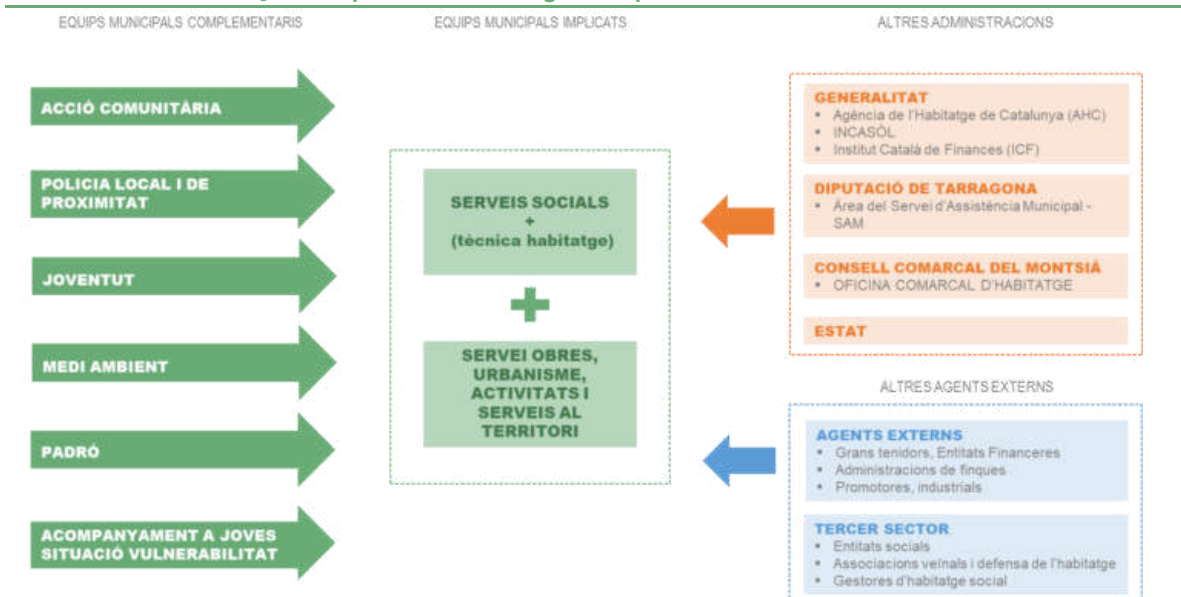 EQUIPS MUNICIPALS COMPLEMENTARIS
EQUIPS MUNICIPALS IMPLICATS
ALTRES ADMINISTRACIONS
ACCIÓ COMUNITÀRIA
POLICIA LOCAL I DE
PROXIMITAT
JOVENTUT
MEDI AMBIENT
PADRÓ
ACOMPANYAMENT A JOVES
SITUACIÓ VULNERABILITAT
SERVEIS SOCIALS
+
(tècnica habitatge)
SERVEI OBRES,
URBANISME,
ACTIVITATS I
SERVEIS AL
TERRITORI
GENERALITAT
▪ Agència de l'Habitatge de Catalunya (AHC)
▪ INCASÒL
▪ Institut Català de Finances (ICF)
DIPUTACIÓ DE TARRAGONA
▪ Àrea del Servei d'Assistència Municipal -
SAM
CONSELL COMARCAL DEL MONTSIÀ
▪ OFICINA COMARCAL D'HABITATGE
ESTAT
ALTRES AGENTS EXTERNS
AGENTS EXTERNS
▪ Grans tenidors, Entitats Financeres
▪ Administracions de finques
▪ Promotores, industrials
TERCER SECTOR
▪ Entitats socials
▪ Associacions veïnals i defensa de l'habitatge
▪ Gestores d'habitatge social